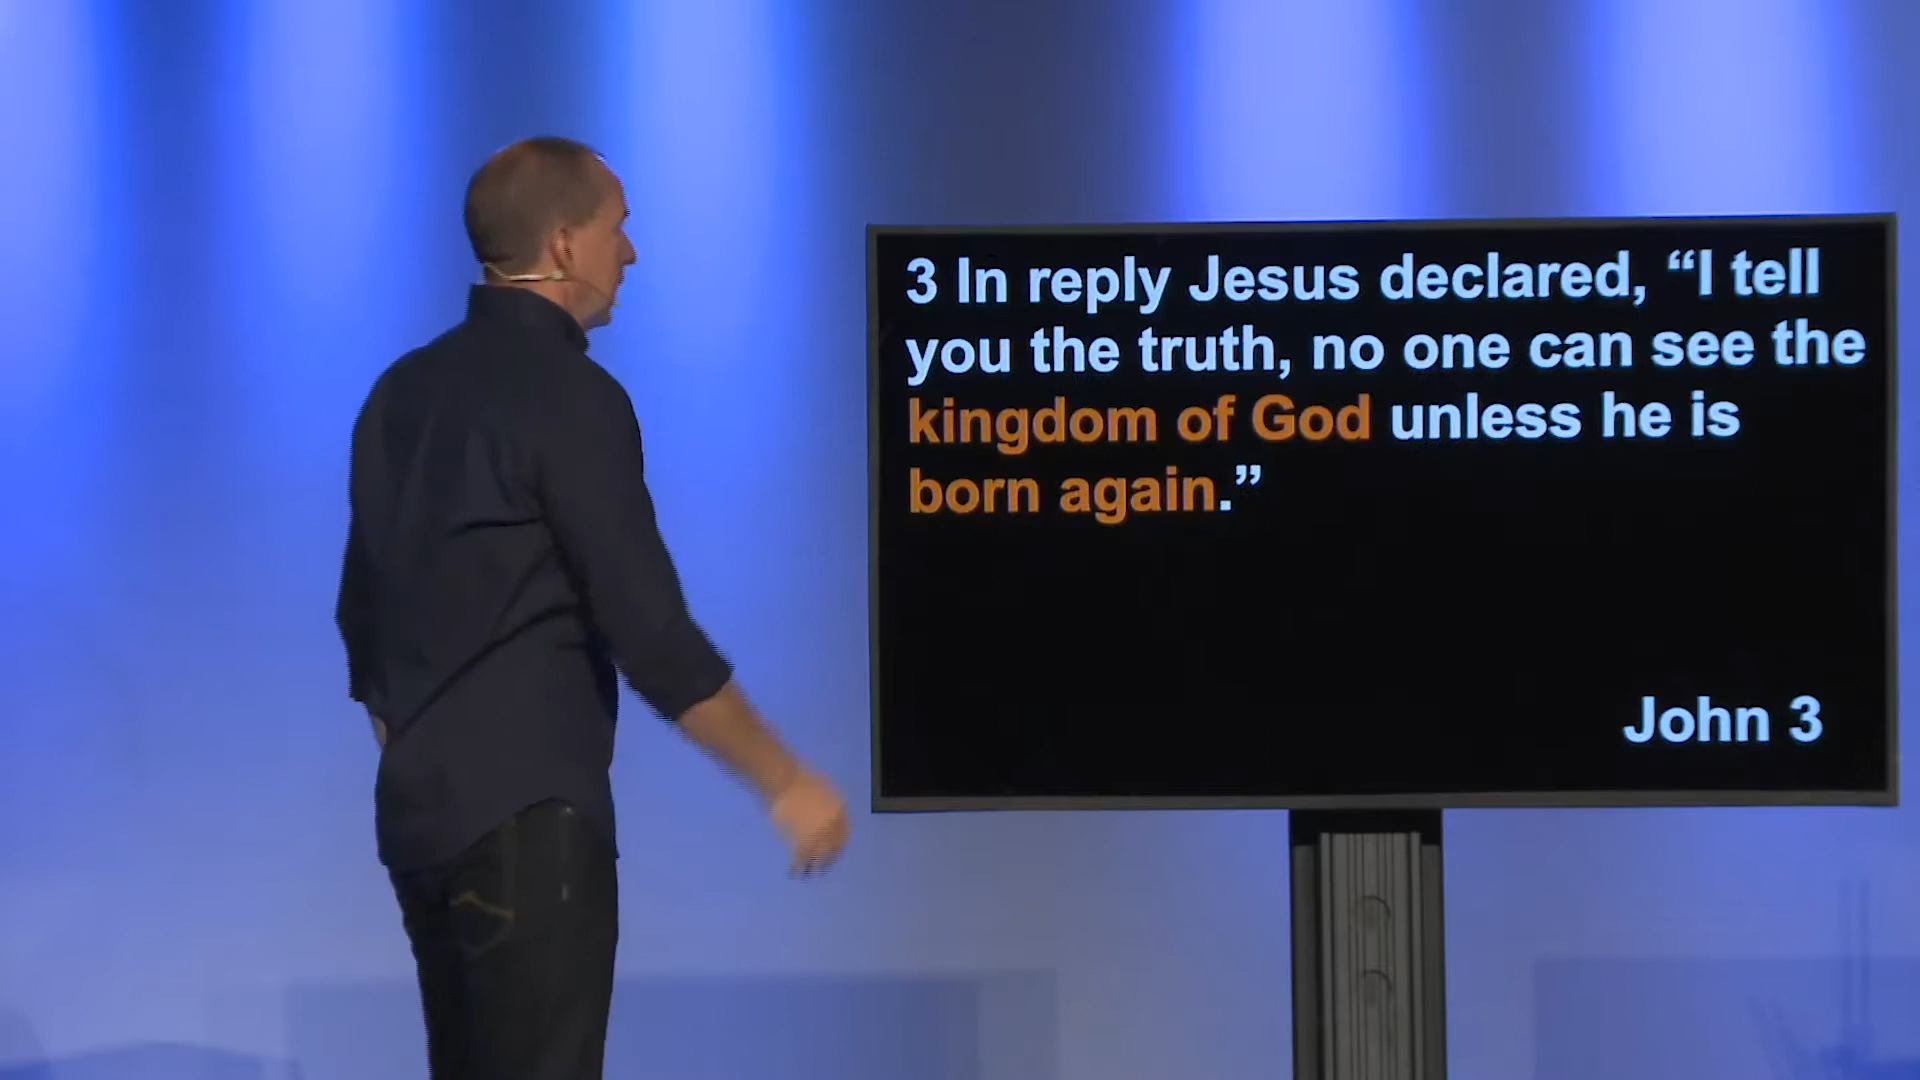 3 In reply Jesus declared, “I tell
you the truth, no one can see the
kingdom of God unless he is
born again.”
John 3